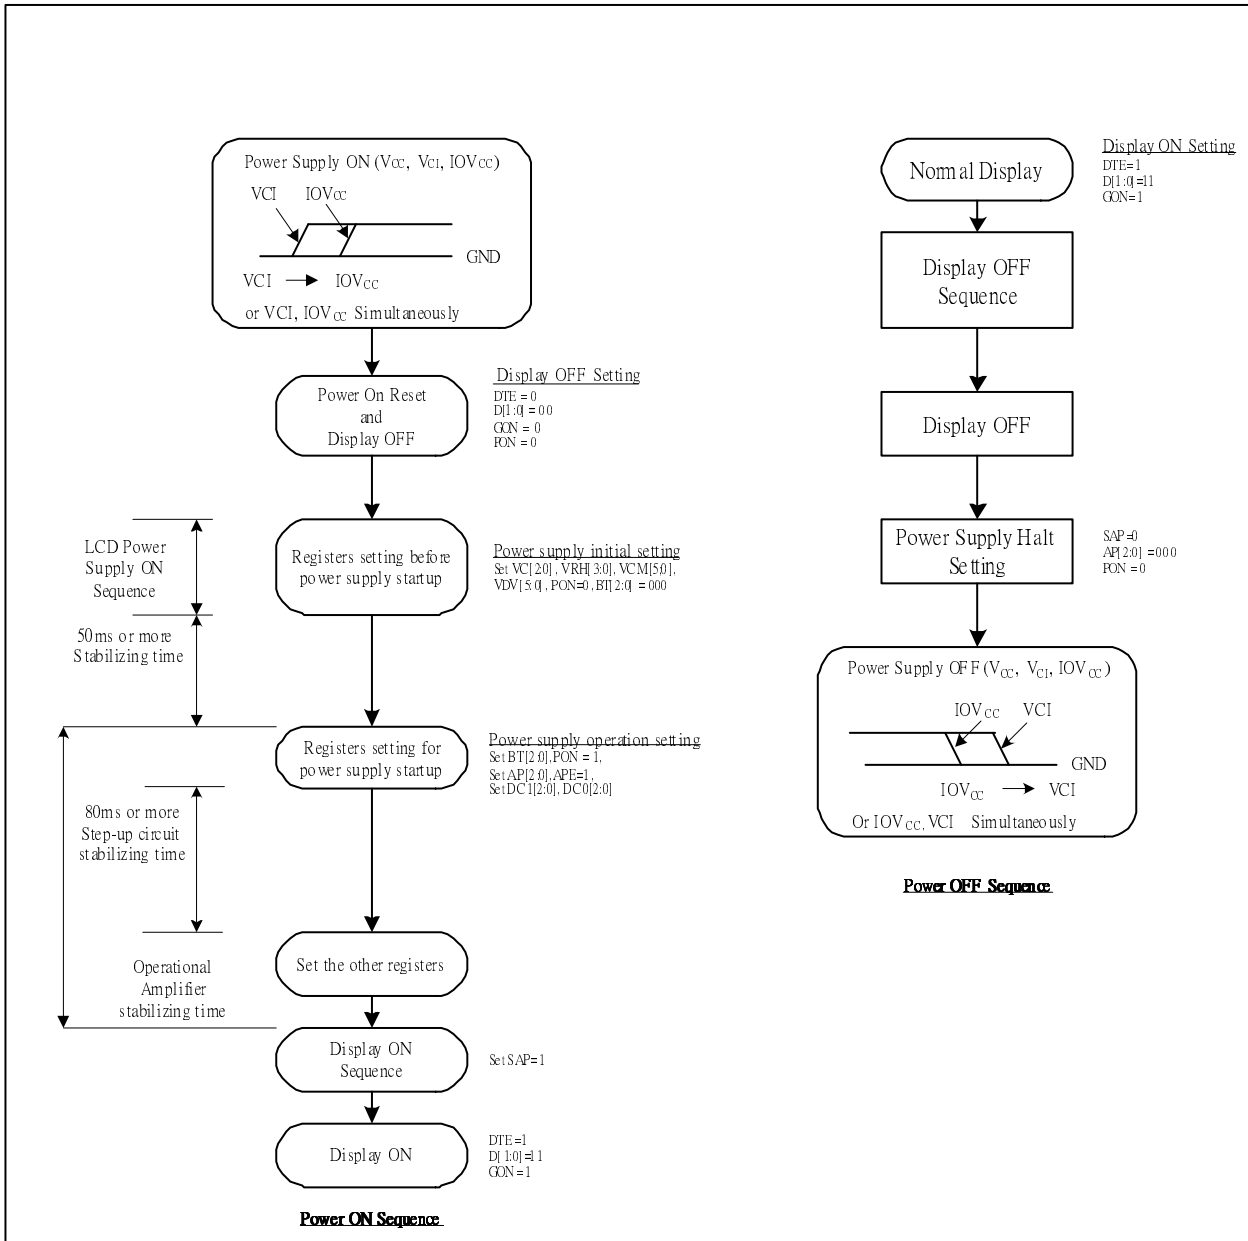 Power Supply ON (VCC, VCI, IOVCC)
VCI
IOVCC
GND
VCI
IOVCC
or VCI, IOVCC Simultaneously
Power On Reset
and
Display OFF
Display OFF Setting
DTE = 0
D[1:0] = 00
GON = 0
PON = 0
LCD Power
Supply ON
Sequence
Registers setting before
power supply startup
Power supply initial setting
Set VC[2:0], VRH[3:0], VCM[5;0],
VDV[5:0], PON=0, BT[2:0] = 000
50ms or more
Stabilizing time
Registers setting for
power supply startup
Power supply operation setting
Set BT[2:0], PON = 1,
Set AP[2:0], APE=1,
Set DC1[2:0], DC0[2:0]
80ms or more
Step-up circuit
stabilizing time
Operational
Amplifier
stabilizing time
Set the other registers
Display ON
Sequence
Set SAP=1
Display ON
DTE=1
D[1:0]=11
GON=1
Power ON Sequence
Normal Display
Display ON Setting
DTE=1
D[1:0]=11
GON=1
Display OFF
Sequence
Display OFF
Power Supply Halt
Setting
SAP=0
AP[2:0] =000
PON = 0
Power Supply OFF (VCC, VCI, IOVCC)
IOVCC
VCI
GND
IOVCC
VCI
Or IOVCC, VCI Simultaneously
Power OFF Sequence